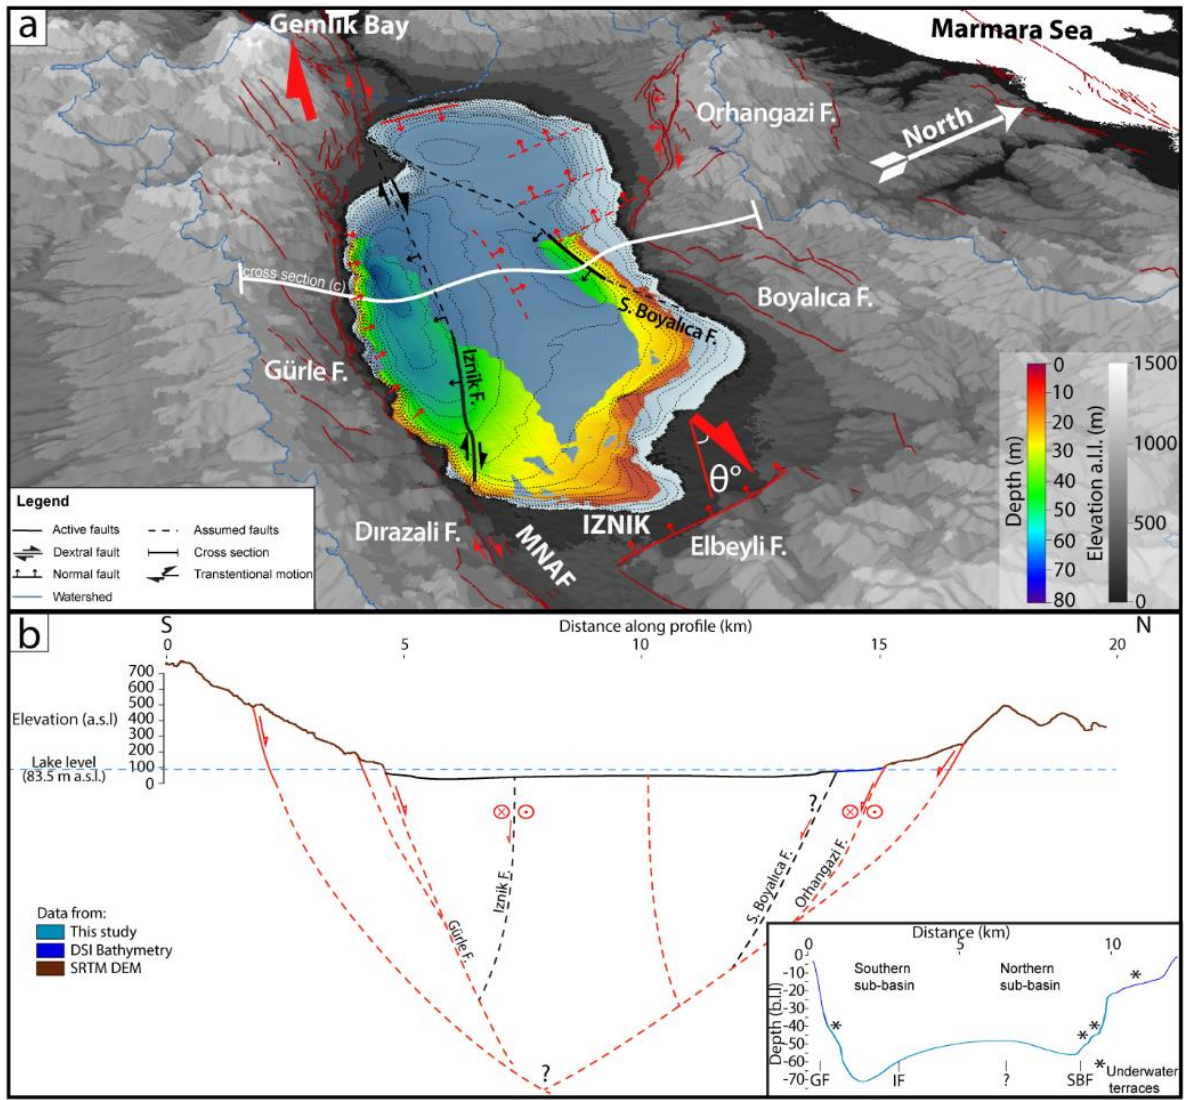 a
Gemlik Bay
Marmara Sea
Orhangazi F.
North
cross section (c)
Boyalıca F.
S. Boyalıca F.
Gürle F.
Iznik F.
0
10
20
30
40
50
60
70
80
Depth (m)
Elevation a.l.l. (m)
1500
1000
500
0
θ°
Dırazali F.
MNAF
IZNIK
Elbeyli F.
Legend
Active faults
Assumed faults
Dextral fault
Cross section
Normal fault
Transtentional motion
Watershed
b
S
Distance along profile (km)
N
0
5
10
15
20
700
600
500
400
300
200
100
0
Elevation (a.s.l)
Lake level
(83.5 m a.s.l.)
?
Iznik F.
Gürle F.
S. Boyalıca F.
Orhangazi F.
?
Data from:
This study
DSI Bathymetry
SRTM DEM
Distance (km)
0
5
10
Depth (b.l.l)
0
-10
-20
-30
-40
-50
-60
-70
Southern
sub-basin
Northern
sub-basin
*
*
* *
GF
IF
?
SBF
* Underwater
terraces